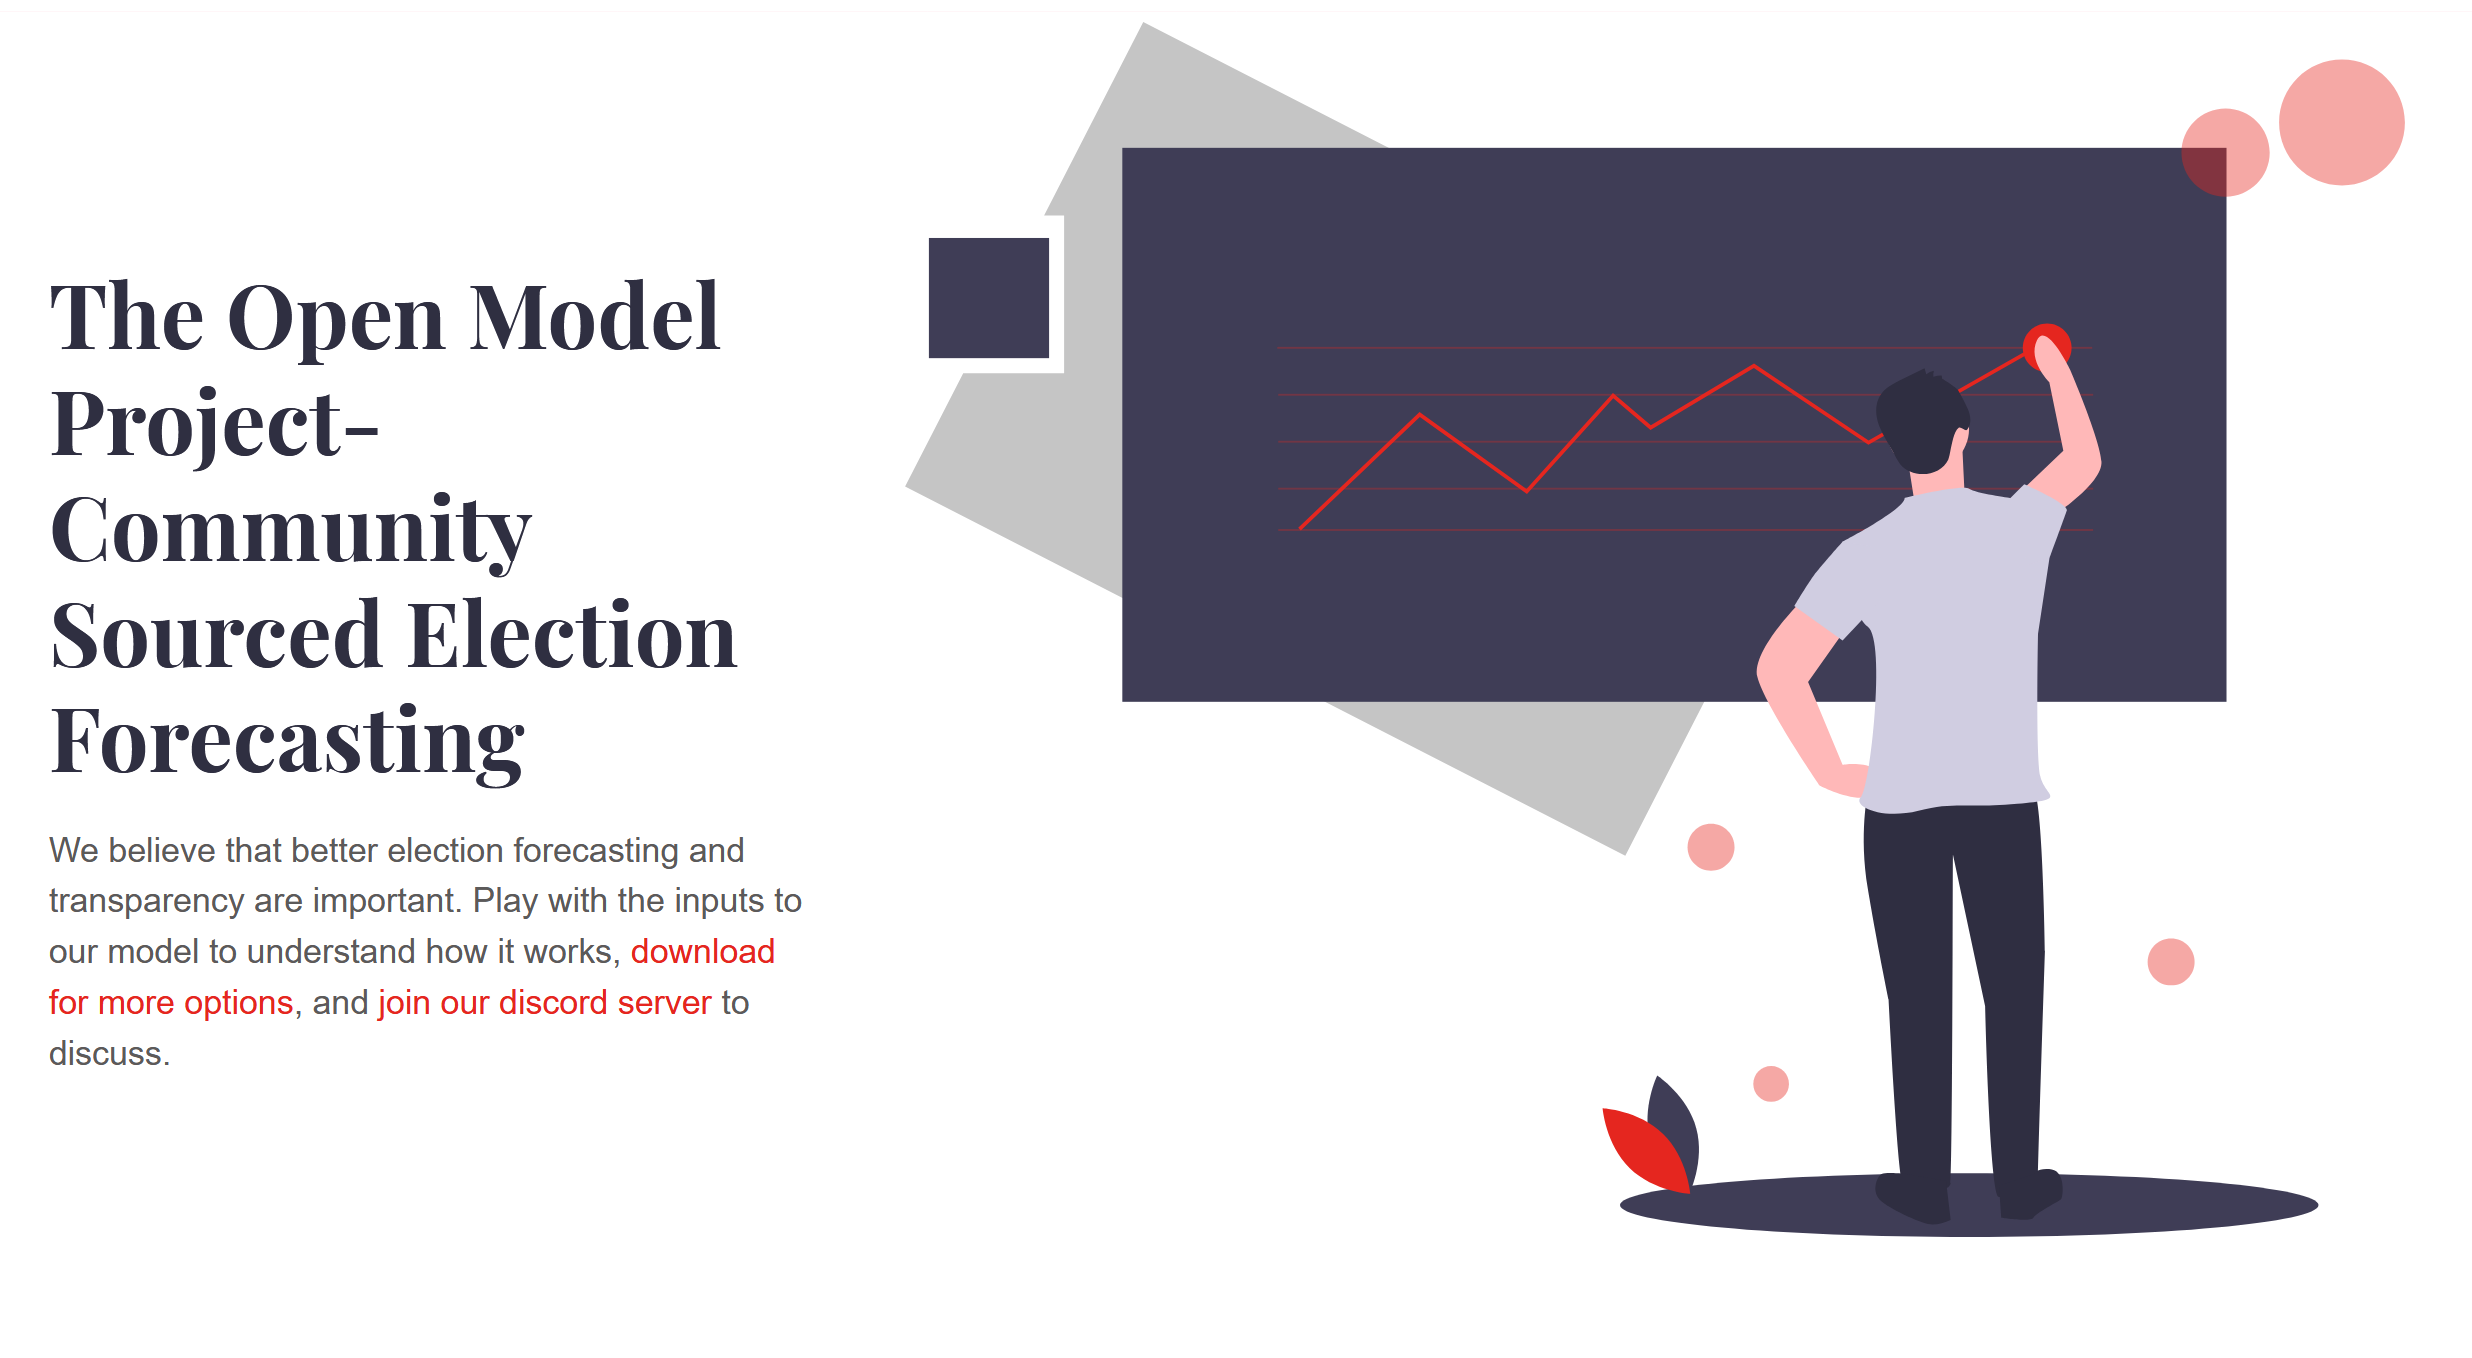 The Open Model
Project-
Community
Sourced Election
Forecasting
We believe that better election forecasting and
transparency are important. Play with the inputs to
our model to understand how it works, download
for more options, and join our discord server to
discuss.